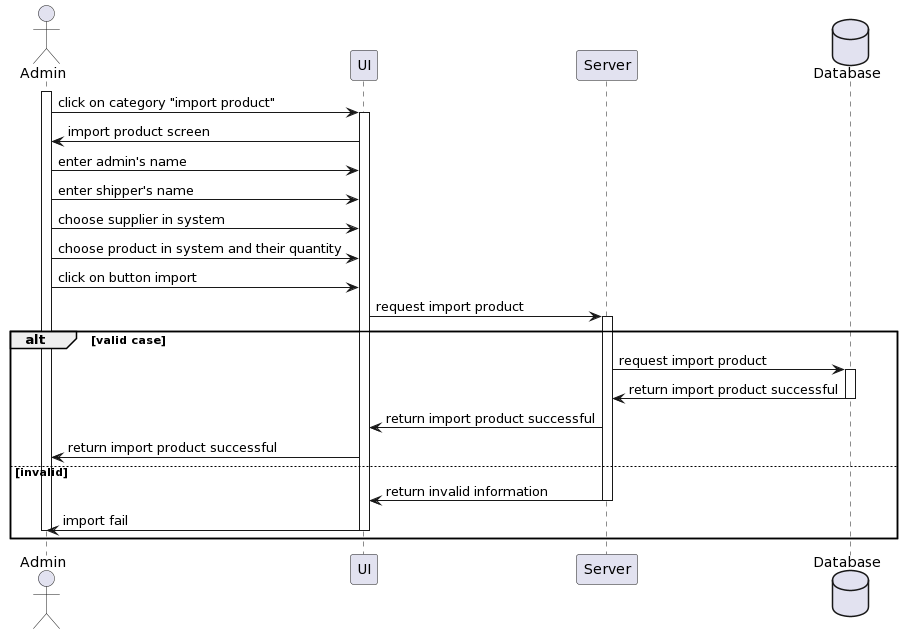 Admin
UI
Server
Database
click on category "import product"
import product screen
enter admin's name
enter shipper's name
choose supplier in system
choose product in system and their quantity
click on button import
request import product
alt
[valid case]
request import product
return import product successful
return import product successful
return import product successful
[invalid]
return invalid information
import fail
Admin
UI
Server
Database